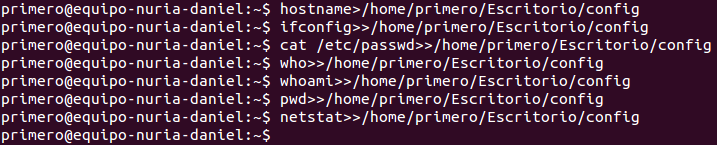 primero@equipo-nuria-daniel:~$ hostname>/home/primero/Escritorio/config
primero@equipo-nuria-daniel:~$ ifconfig>>/home/primero/Escritorio/config
primero@equipo-nuria-daniel:~$ cat /etc/passwd>>/home/primero/Escritorio/config
primero@equipo-nuria-daniel:~$ who>>/home/primero/Escritorio/config
primero@equipo-nuria-daniel:~$ whoami>>/home/primero/Escritorio/config
primero@equipo-nuria-daniel:~$ pwd>>/home/primero/Escritorio/config
primero@equipo-nuria-daniel:~$ netstat>>/home/primero/Escritorio/config
primero@equipo-nuria-daniel:~$